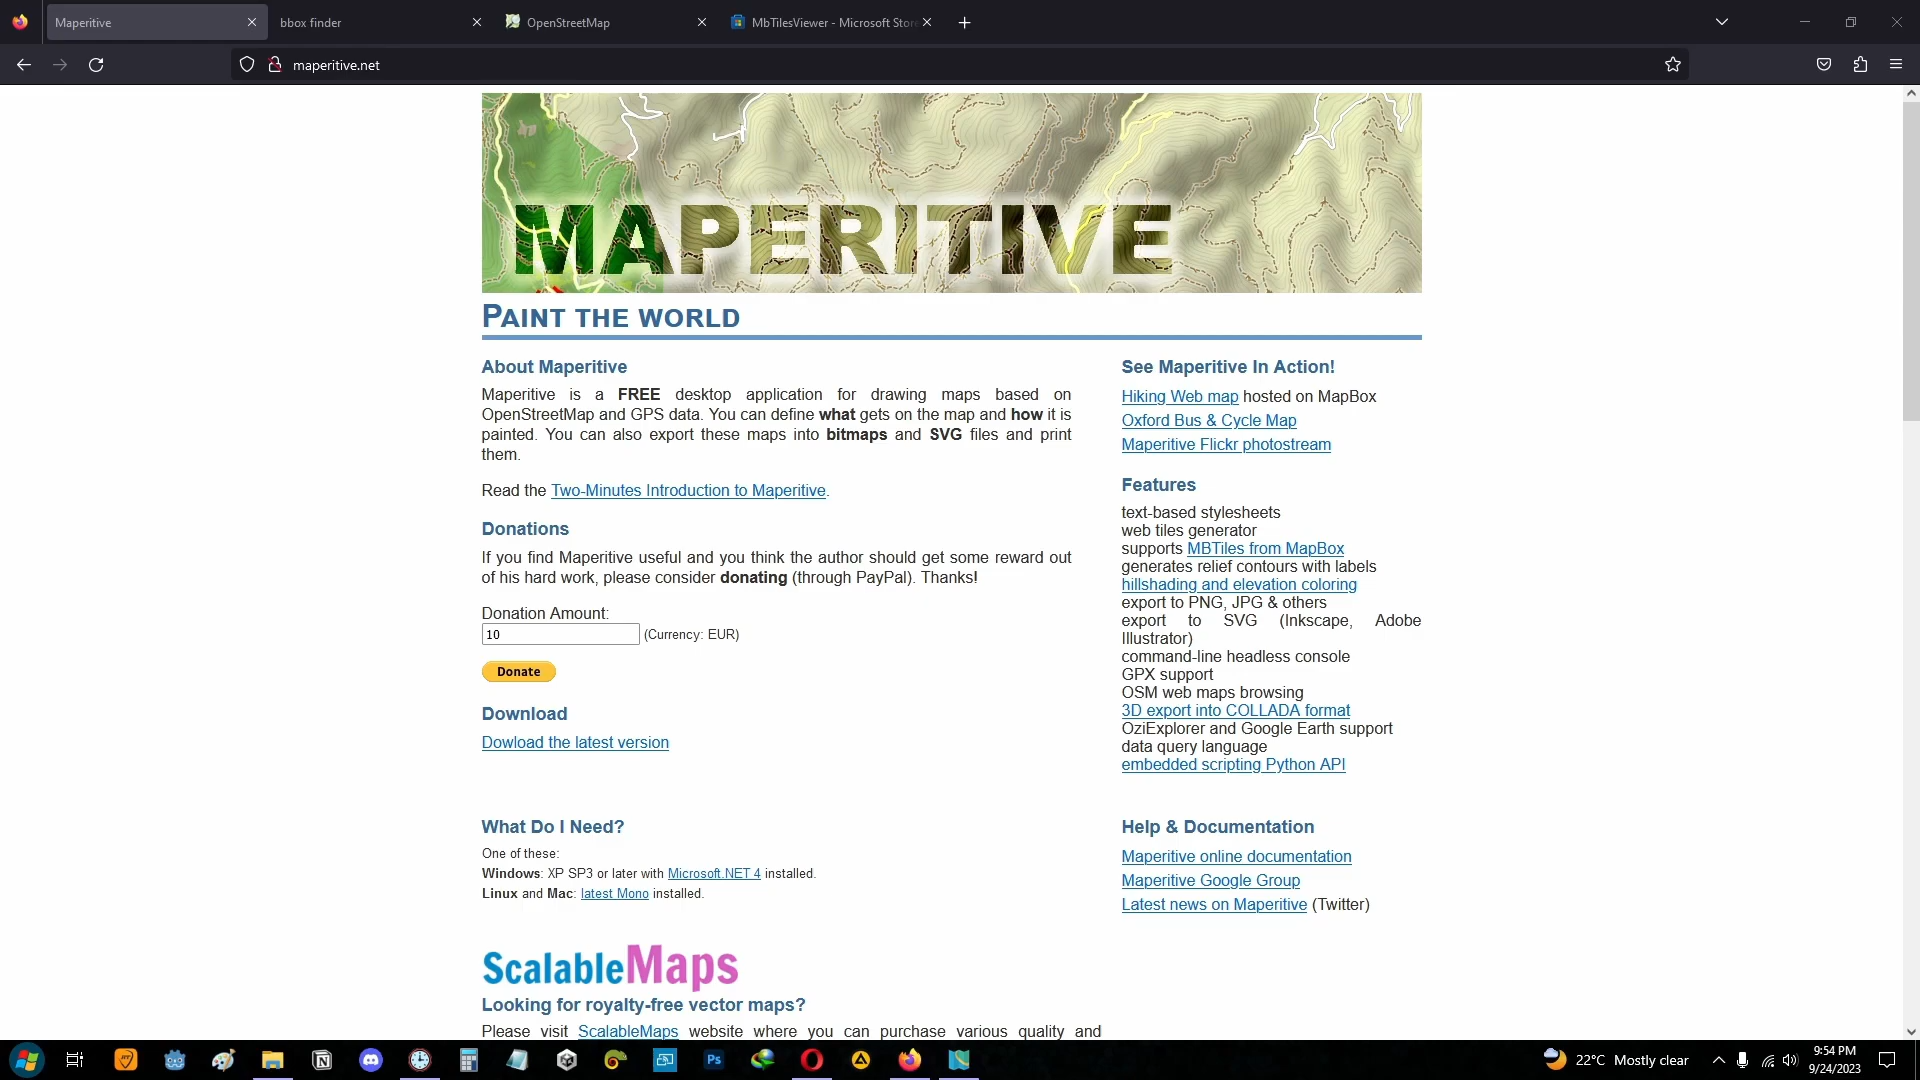 Maperitive
bbox finder
OpenStreetMap
MbTilesViewer - Microsoft Store
maperitive.net
MAPERITIVE
PAINT THE WORLD
About Maperitive
Maperitive is a FREE desktop application for drawing maps based on
OpenStreetMap and GPS data. You can define what gets on the map and how it is
painted. You can also export these maps into bitmaps and SVG files and print
them.
Read the Two-Minutes Introduction to Maperitive.
Donations
If you find Maperitive useful and you think the author should get some reward out
of his hard work, please consider donating (through PayPal). Thanks!
Donation Amount:
10 (Currency: EUR)
Donate
Download
Dowload the latest version
What Do I Need?
One of these:
Windows: XP SP3 or later with Microsoft.NET 4 installed.
Linux and Mac: latest Mono installed.
ScalableMaps
Looking for royalty-free vector maps?
Please visit ScalableMaps website where you can purchase various quality and
See Maperitive In Action!
Hiking Web map hosted on MapBox
Oxford Bus & Cycle Map
Maperitive Flickr photostream
Features
text-based stylesheets
web tiles generator
supports MBTiles from MapBox
generates relief contours with labels
hillshading and elevation coloring
export to PNG, JPG & others
export to SVG (Inkscape, Adobe
Illustrator)
command-line headless console
GPX support
OSM web maps browsing
3D export into COLLADA format
OziExplorer and Google Earth support
data query language
embedded scripting Python API
Help & Documentation
Maperitive online documentation
Maperitive Google Group
Latest news on Maperitive (Twitter)
Ps
22°C Mostly clear
9:54 PM
9/24/2023